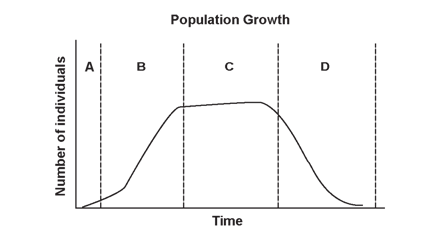 Population Growth
A B C D
Number of individuals
Time